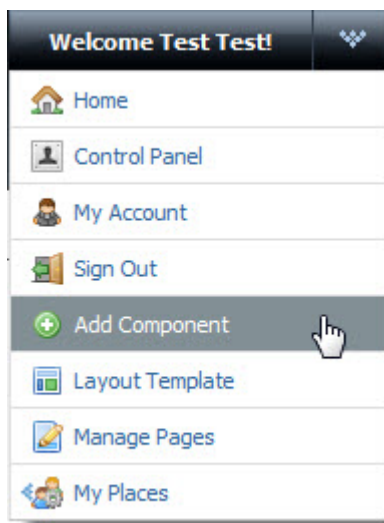 Welcome Test Test!
Home
Control Panel
My Account
Sign Out
Add Component
Layout Template
Manage Pages
My Places